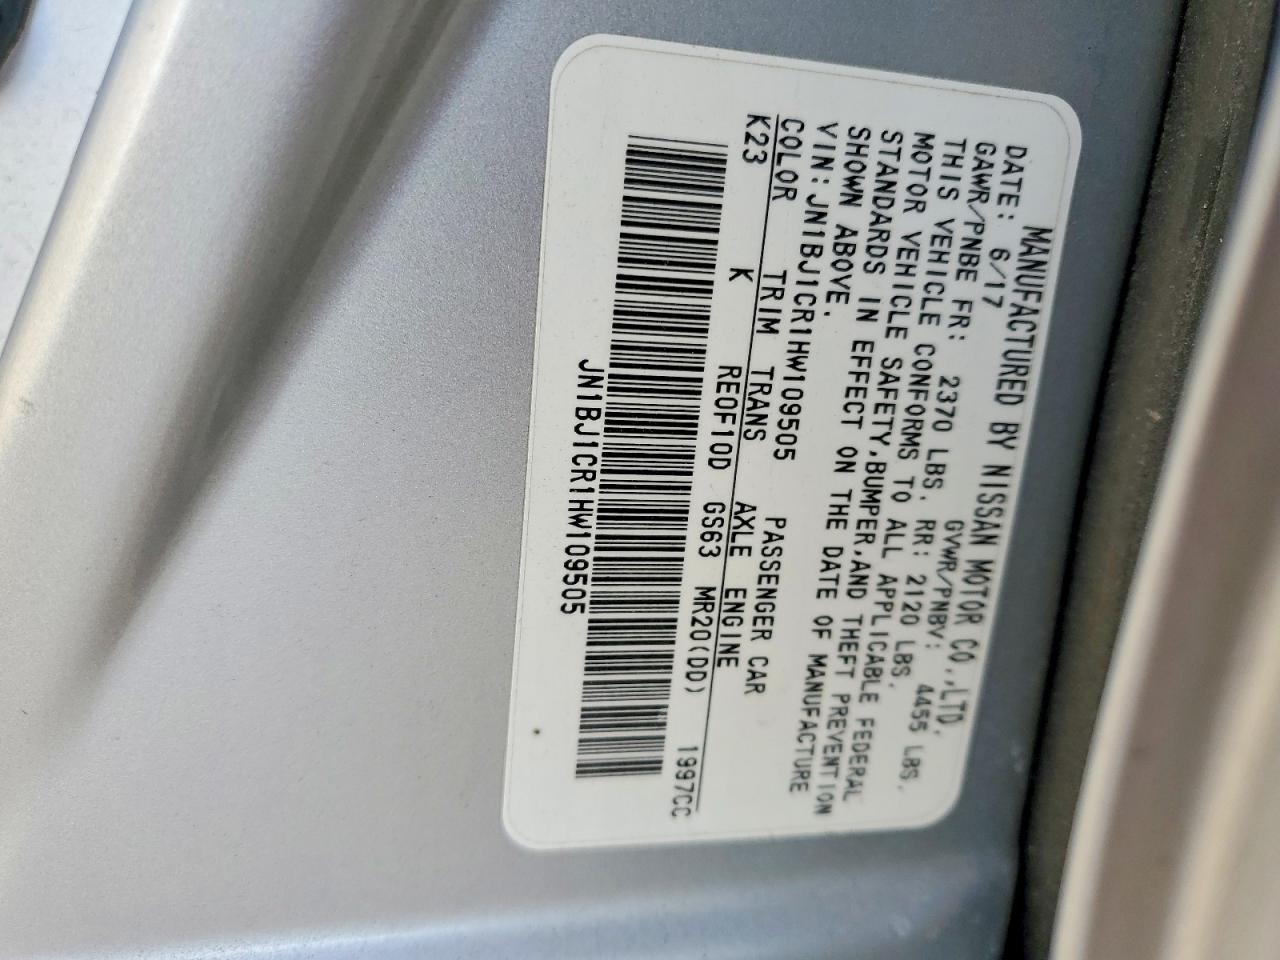 MANUFACTURED BY NISSAN MOTOR CO.,LTD.
DATE: 6/17 GVWR/PNBV: 4455 LBS.
GAWR/PNBE FR: 2370 LBS. RR: 2120 LBS.
THIS VEHICLE CONFORMS TO ALL APPLICABLE FEDERAL
MOTOR VEHICLE SAFETY,BUMPER,AND THEFT PREVENTION
STANDARDS IN EFFECT ON THE DATE OF MANUFACTURE
SHOWN ABOVE.
VIN:JN1BJ1CR1HW109505 PASSENGER CAR
COLOR TRIM TRANS AXLE ENGINE
K23 K RE0F10D GS63 MR20(DD) 1997CC
JN1BJ1CR1HW109505